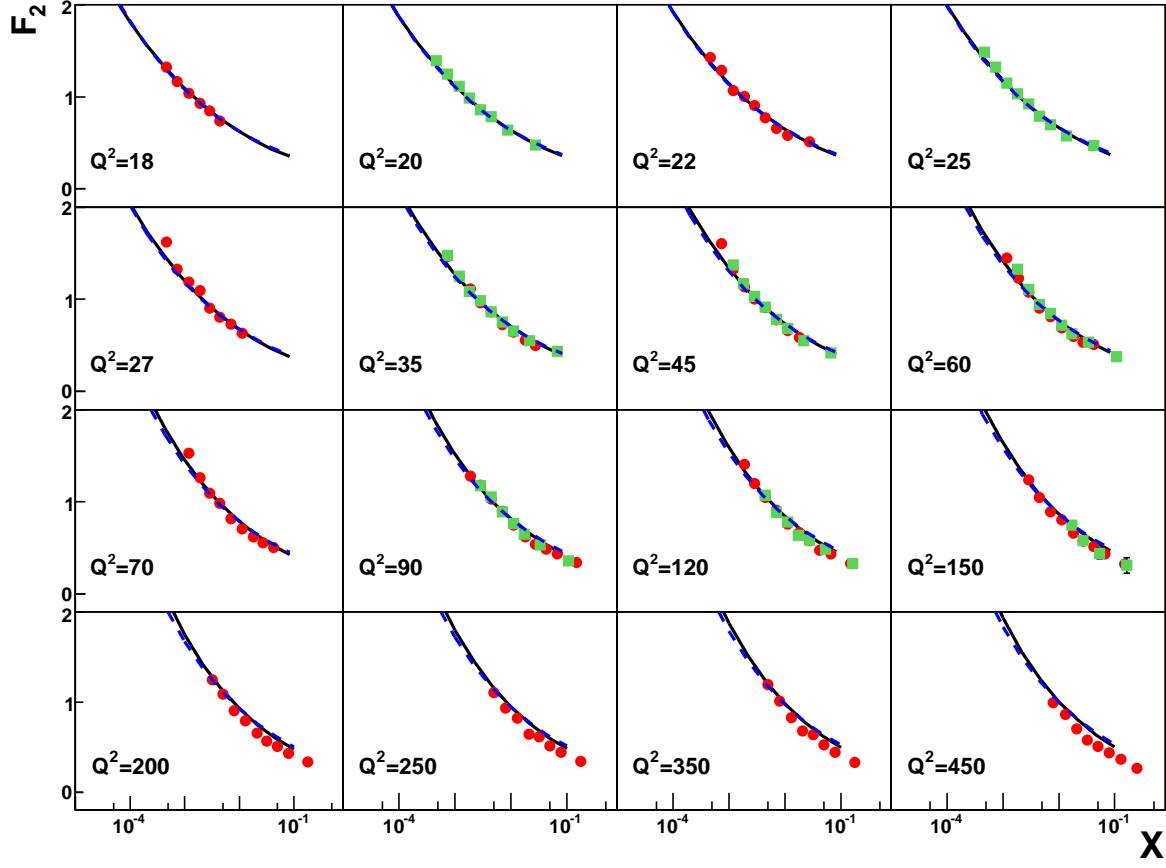 F2
2
1
0
Q²=18
Q²=20
Q²=22
Q²=25
2
1
0
Q²=27
Q²=35
Q²=45
Q²=60
2
1
0
Q²=70
Q²=90
Q²=120
Q²=150
2
1
0
Q²=200
Q²=250
Q²=350
Q²=450
10⁻⁴ 10⁻¹ 10⁻⁴ 10⁻¹ 10⁻⁴ 10⁻¹ 10⁻⁴ 10⁻¹
X